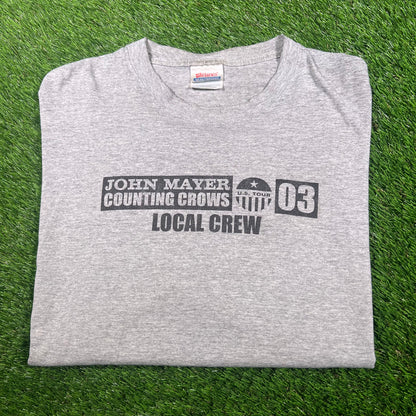 JOHN MAYER
COUNTING CROWS
U.S. TOUR
03
LOCAL CREW